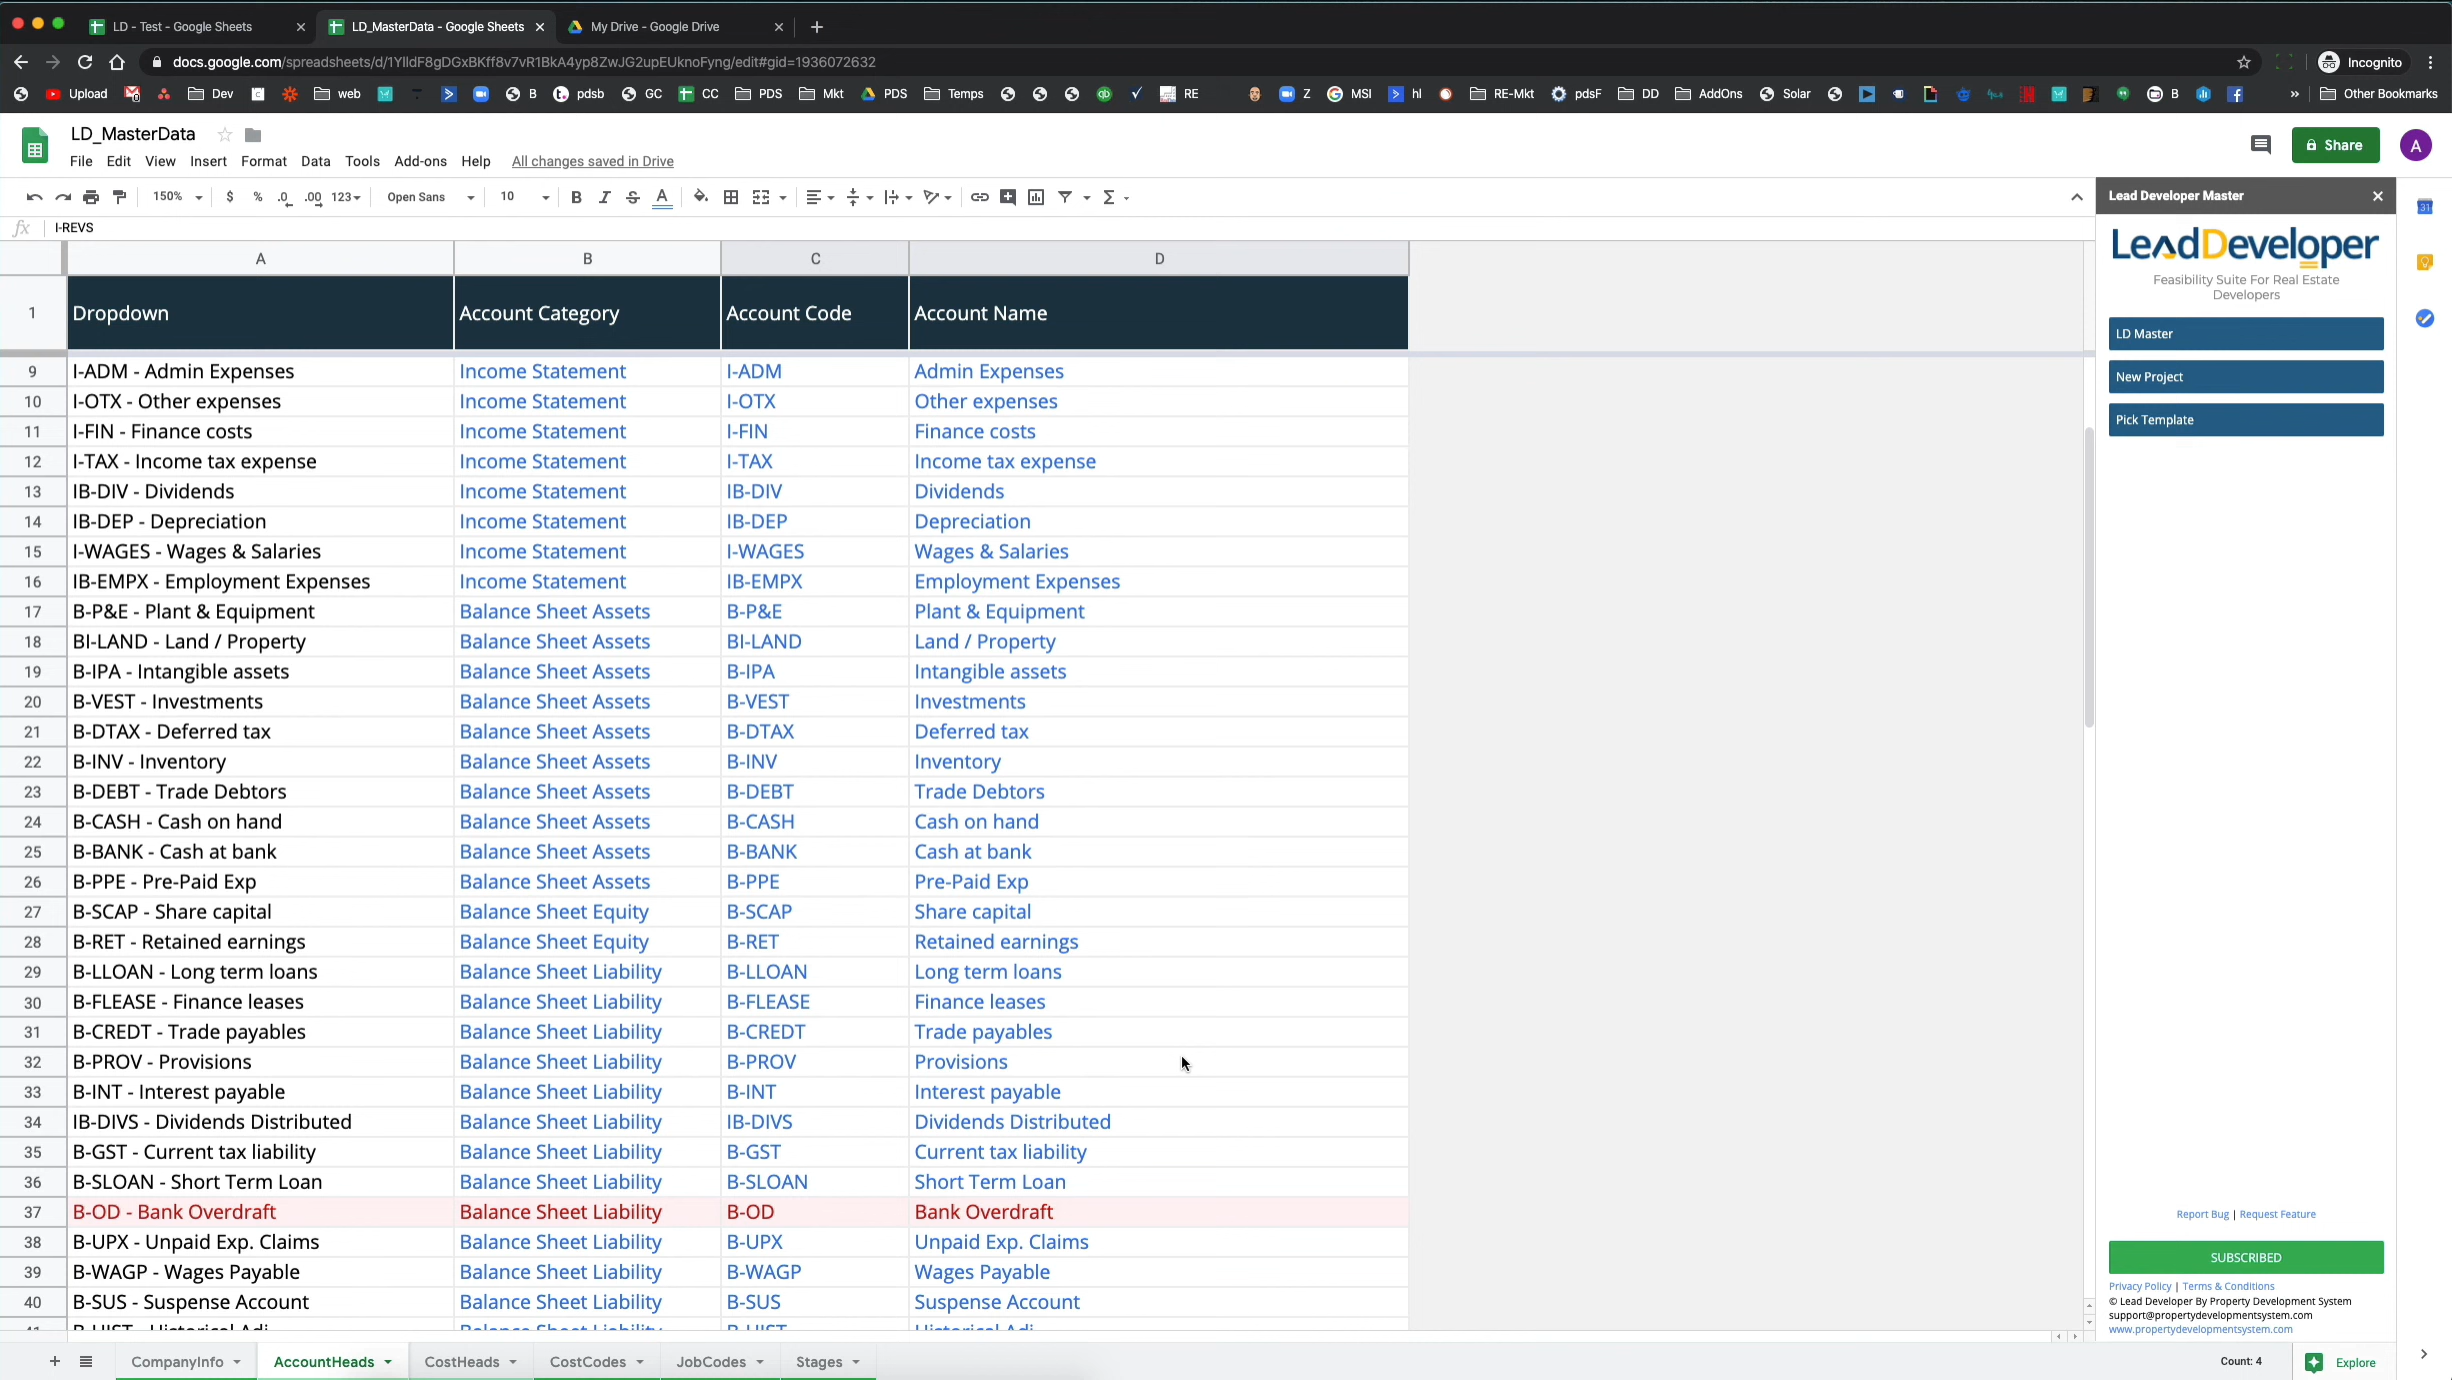 LD - Test - Google Sheets
LD_MasterData - Google Sheets
My Drive - Google Drive
docs.google.com/spreadsheets/d/1YlldF8gDGxBKff8v7vR1BkA4yp8ZwJG2upEUknoFyng/edit#gid=1936072632
Incognito
Upload Dev web B pdsb GC CC PDS Mkt PDS Temps RE Z MSI hl RE-Mkt pdsF DD AddOns Solar B » Other Bookmarks
LD_MasterData
File Edit View Insert Format Data Tools Add-ons Help All changes saved in Drive
Share
A
150% $ % .0 .00 123 Open Sans 10 B I S A
fx I-REVS
A B C D
1 Dropdown Account Category Account Code Account Name
9 I-ADM - Admin Expenses Income Statement I-ADM Admin Expenses
10 I-OTX - Other expenses Income Statement I-OTX Other expenses
11 I-FIN - Finance costs Income Statement I-FIN Finance costs
12 I-TAX - Income tax expense Income Statement I-TAX Income tax expense
13 IB-DIV - Dividends Income Statement IB-DIV Dividends
14 IB-DEP - Depreciation Income Statement IB-DEP Depreciation
15 I-WAGES - Wages & Salaries Income Statement I-WAGES Wages & Salaries
16 IB-EMPX - Employment Expenses Income Statement IB-EMPX Employment Expenses
17 B-P&E - Plant & Equipment Balance Sheet Assets B-P&E Plant & Equipment
18 BI-LAND - Land / Property Balance Sheet Assets BI-LAND Land / Property
19 B-IPA - Intangible assets Balance Sheet Assets B-IPA Intangible assets
20 B-VEST - Investments Balance Sheet Assets B-VEST Investments
21 B-DTAX - Deferred tax Balance Sheet Assets B-DTAX Deferred tax
22 B-INV - Inventory Balance Sheet Assets B-INV Inventory
23 B-DEBT - Trade Debtors Balance Sheet Assets B-DEBT Trade Debtors
24 B-CASH - Cash on hand Balance Sheet Assets B-CASH Cash on hand
25 B-BANK - Cash at bank Balance Sheet Assets B-BANK Cash at bank
26 B-PPE - Pre-Paid Exp Balance Sheet Assets B-PPE Pre-Paid Exp
27 B-SCAP - Share capital Balance Sheet Equity B-SCAP Share capital
28 B-RET - Retained earnings Balance Sheet Equity B-RET Retained earnings
29 B-LLOAN - Long term loans Balance Sheet Liability B-LLOAN Long term loans
30 B-FLEASE - Finance leases Balance Sheet Liability B-FLEASE Finance leases
31 B-CREDT - Trade payables Balance Sheet Liability B-CREDT Trade payables
32 B-PROV - Provisions Balance Sheet Liability B-PROV Provisions
33 B-INT - Interest payable Balance Sheet Liability B-INT Interest payable
34 IB-DIVS - Dividends Distributed Balance Sheet Liability IB-DIVS Dividends Distributed
35 B-GST - Current tax liability Balance Sheet Liability B-GST Current tax liability
36 B-SLOAN - Short Term Loan Balance Sheet Liability B-SLOAN Short Term Loan
37 B-OD - Bank Overdraft Balance Sheet Liability B-OD Bank Overdraft
38 B-UPX - Unpaid Exp. Claims Balance Sheet Liability B-UPX Unpaid Exp. Claims
39 B-WAGP - Wages Payable Balance Sheet Liability B-WAGP Wages Payable
40 B-SUS - Suspense Account Balance Sheet Liability B-SUS Suspense Account
CompanyInfo AccountHeads CostHeads CostCodes JobCodes Stages
Count: 4 Explore
Lead Developer Master
LeadDeveloper
Feasibility Suite For Real Estate
Developers
LD Master
New Project
Pick Template
Report Bug | Request Feature
SUBSCRIBED
Privacy Policy | Terms & Conditions
© Lead Developer By Property Development System
support@propertydevelopmentsystem.com
www.propertydevelopmentsystem.com